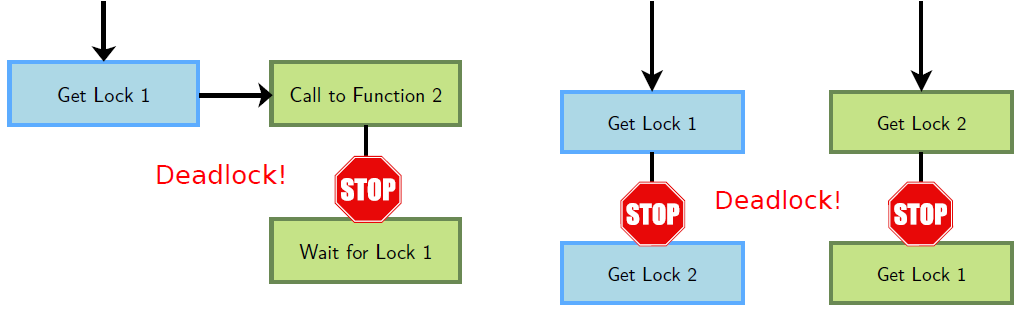 Get Lock 1
Call to Function 2
Deadlock!
STOP
Wait for Lock 1
Get Lock 1
Get Lock 2
STOP
Deadlock!
STOP
Get Lock 2
Get Lock 1